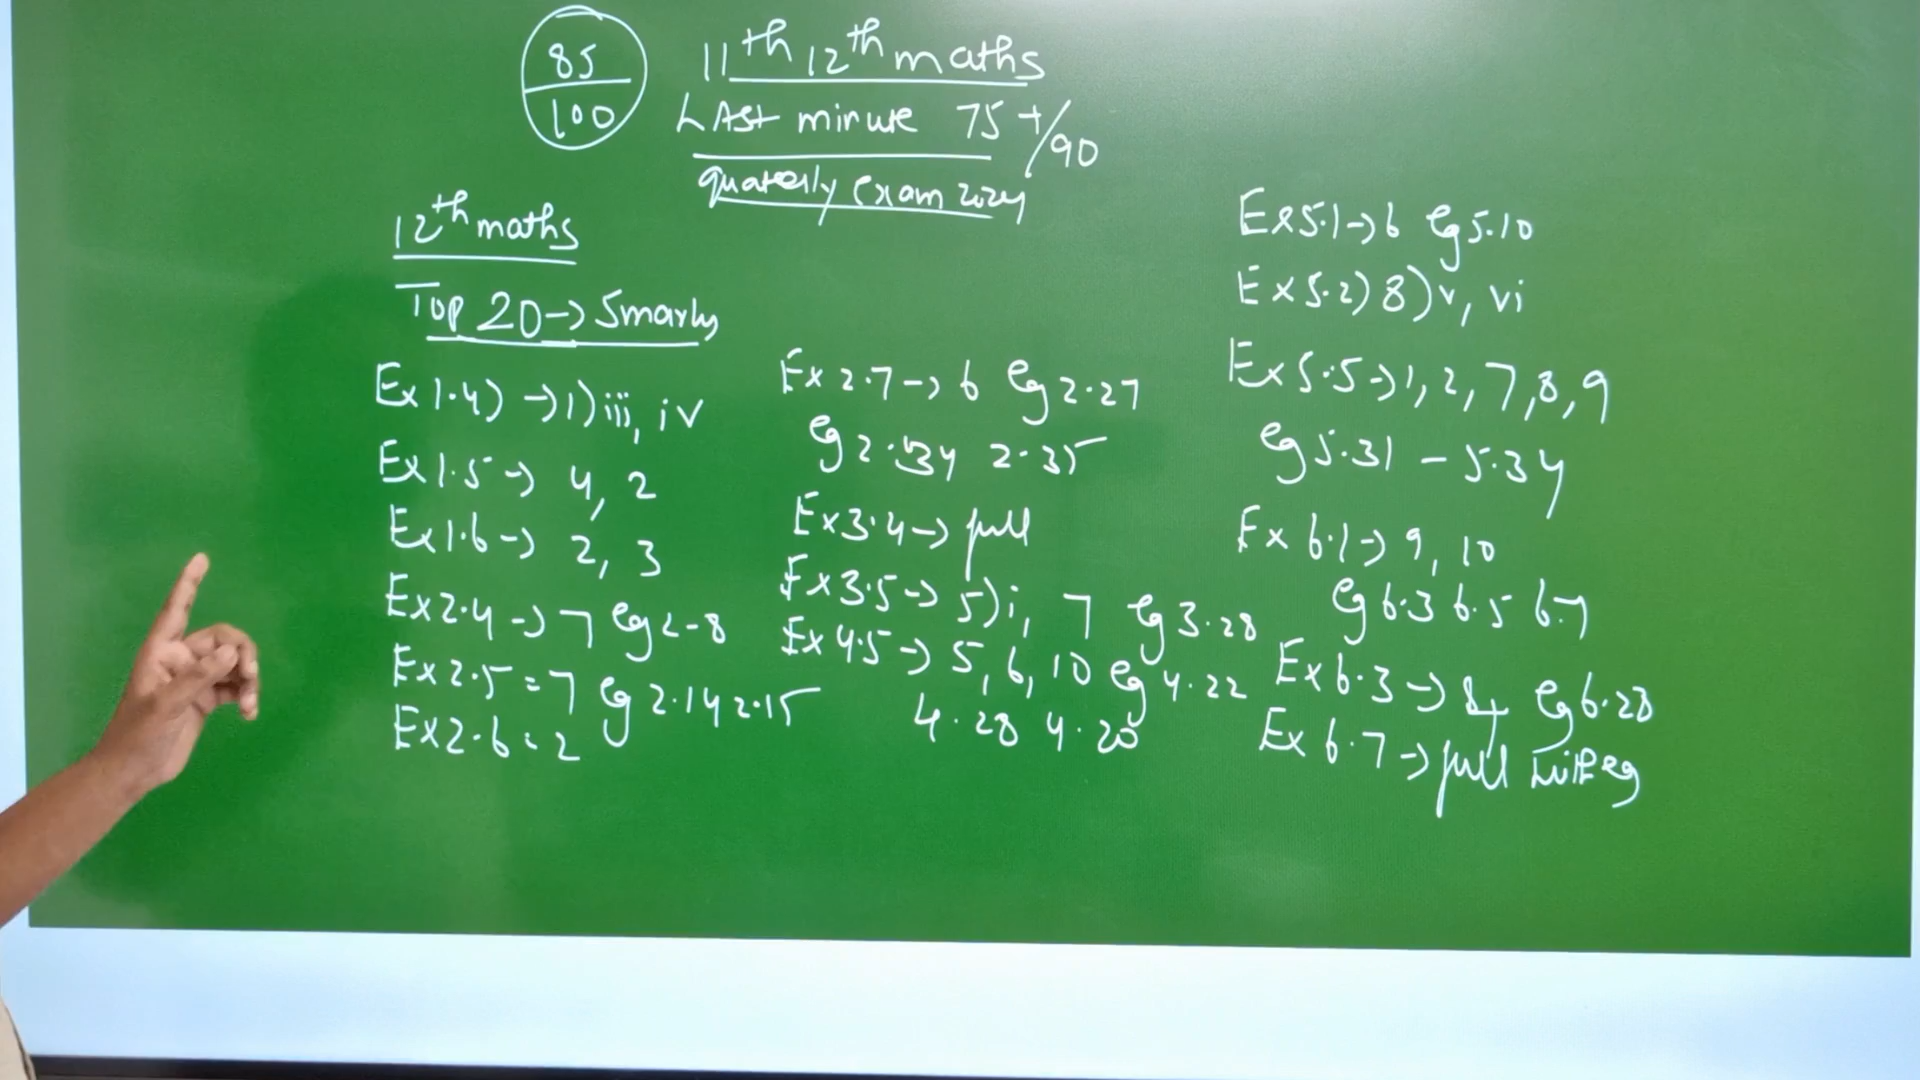 85/100
11th 12th maths
LAst minute 75+/90
quaterly exam 2024
12th maths
Top 20→ Smarly
Ex 1.4) → 1) iii, iv
Ex 1.5 → 4, 2
Ex 1.6 → 2, 3
Ex 2.4 → 7 eg 2-8
Ex 2.5 = 7 eg 2.14 2.15
Ex 2.6 = 2
Ex 2.7 → 6 eg 2.27
eg 2.34 2.35
Ex 3.4 → full
Ex 3.5 → 5) i, 7 eg 3.28
Ex 4.5 → 5, 6, 10 eg 4.22
4.28 4.20
Ex 5.1 → 6 eg 5.10
Ex 5.2) 8) v, vi
Ex 5.5 → 1, 2, 7, 8, 9
eg 5.31 - 5.34
Ex 6.1 → 9, 10
eg 6.3 6.5 6.7
Ex 6.3 → eg 6.23
Ex 6.7 → full with eg